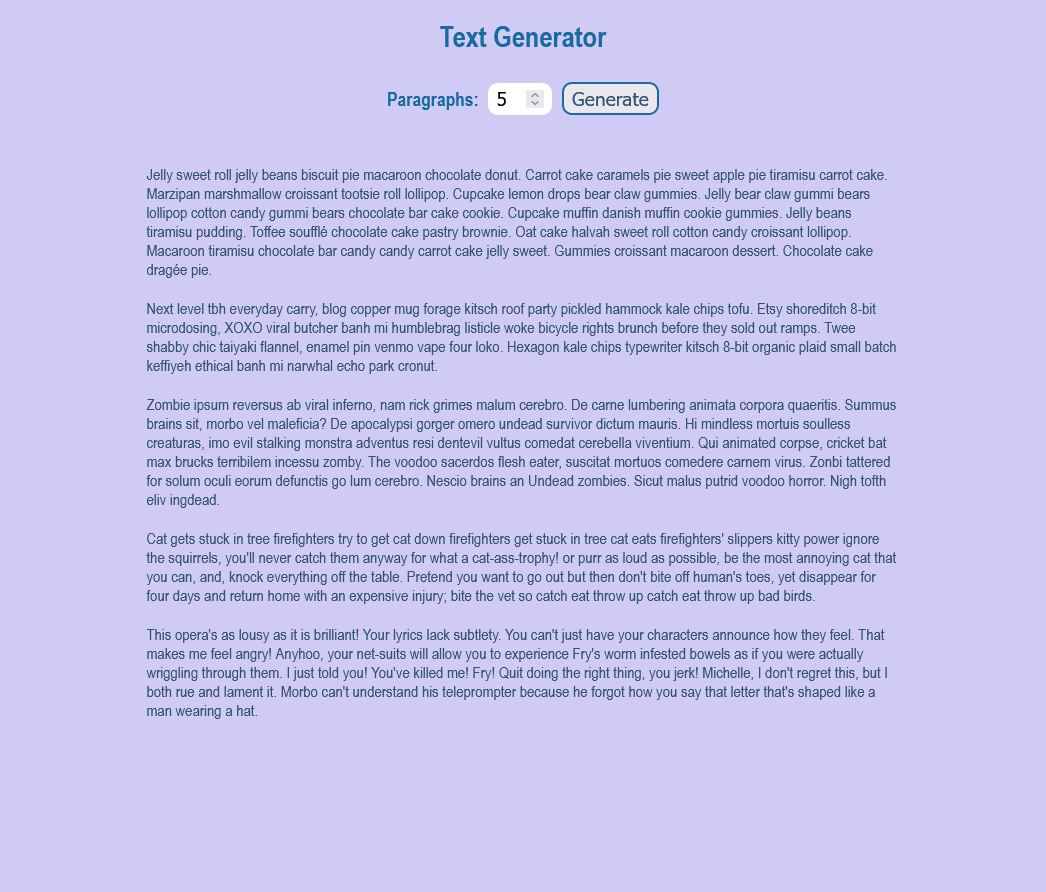 Text Generator
Paragraphs: 5 Generate
Jelly sweet roll jelly beans biscuit pie macaroon chocolate donut. Carrot cake caramels pie sweet apple pie tiramisu carrot cake.
Marzipan marshmallow croissant tootsie roll lollipop. Cupcake lemon drops bear claw gummies. Jelly bear claw gummi bears
lollipop cotton candy gummi bears chocolate bar cake cookie. Cupcake muffin danish muffin cookie gummies. Jelly beans
tiramisu pudding. Toffee soufflé chocolate cake pastry brownie. Oat cake halvah sweet roll cotton candy croissant lollipop.
Macaroon tiramisu chocolate bar candy candy carrot cake jelly sweet. Gummies croissant macaroon dessert. Chocolate cake
dragée pie.
Next level tbh everyday carry, blog copper mug forage kitsch roof party pickled hammock kale chips tofu. Etsy shoreditch 8-bit
microdosing, XOXO viral butcher banh mi humblebrag listicle woke bicycle rights brunch before they sold out ramps. Twee
shabby chic taiyaki flannel, enamel pin venmo vape four loko. Hexagon kale chips typewriter kitsch 8-bit organic plaid small batch
keffiyeh ethical banh mi narwhal echo park cronut.
Zombie ipsum reversus ab viral inferno, nam rick grimes malum cerebro. De carne lumbering animata corpora quaeritis. Summus
brains sit, morbo vel maleficia? De apocalypsi gorger omero undead survivor dictum mauris. Hi mindless mortuis soulless
creaturas, imo evil stalking monstra adventus resi dentevil vultus comedat cerebella viventium. Qui animated corpse, cricket bat
max brucks terribilem incessu zomby. The voodoo sacerdos flesh eater, suscitat mortuos comedere carnem virus. Zonbi tattered
for solum oculi eorum defunctis go lum cerebro. Nescio brains an Undead zombies. Sicut malus putrid voodoo horror. Nigh tofth
eliv ingdead.
Cat gets stuck in tree firefighters try to get cat down firefighters get stuck in tree cat eats firefighters' slippers kitty power ignore
the squirrels, you'll never catch them anyway for what a cat-ass-trophy! or purr as loud as possible, be the most annoying cat that
you can, and, knock everything off the table. Pretend you want to go out but then don't bite off human's toes, yet disappear for
four days and return home with an expensive injury; bite the vet so catch eat throw up catch eat throw up bad birds.
This opera's as lousy as it is brilliant! Your lyrics lack subtlety. You can't just have your characters announce how they feel. That
makes me feel angry! Anyhoo, your net-suits will allow you to experience Fry's worm infested bowels as if you were actually
wriggling through them. I just told you! You've killed me! Fry! Quit doing the right thing, you jerk! Michelle, I don't regret this, but I
both rue and lament it. Morbo can't understand his teleprompter because he forgot how you say that letter that's shaped like a
man wearing a hat.